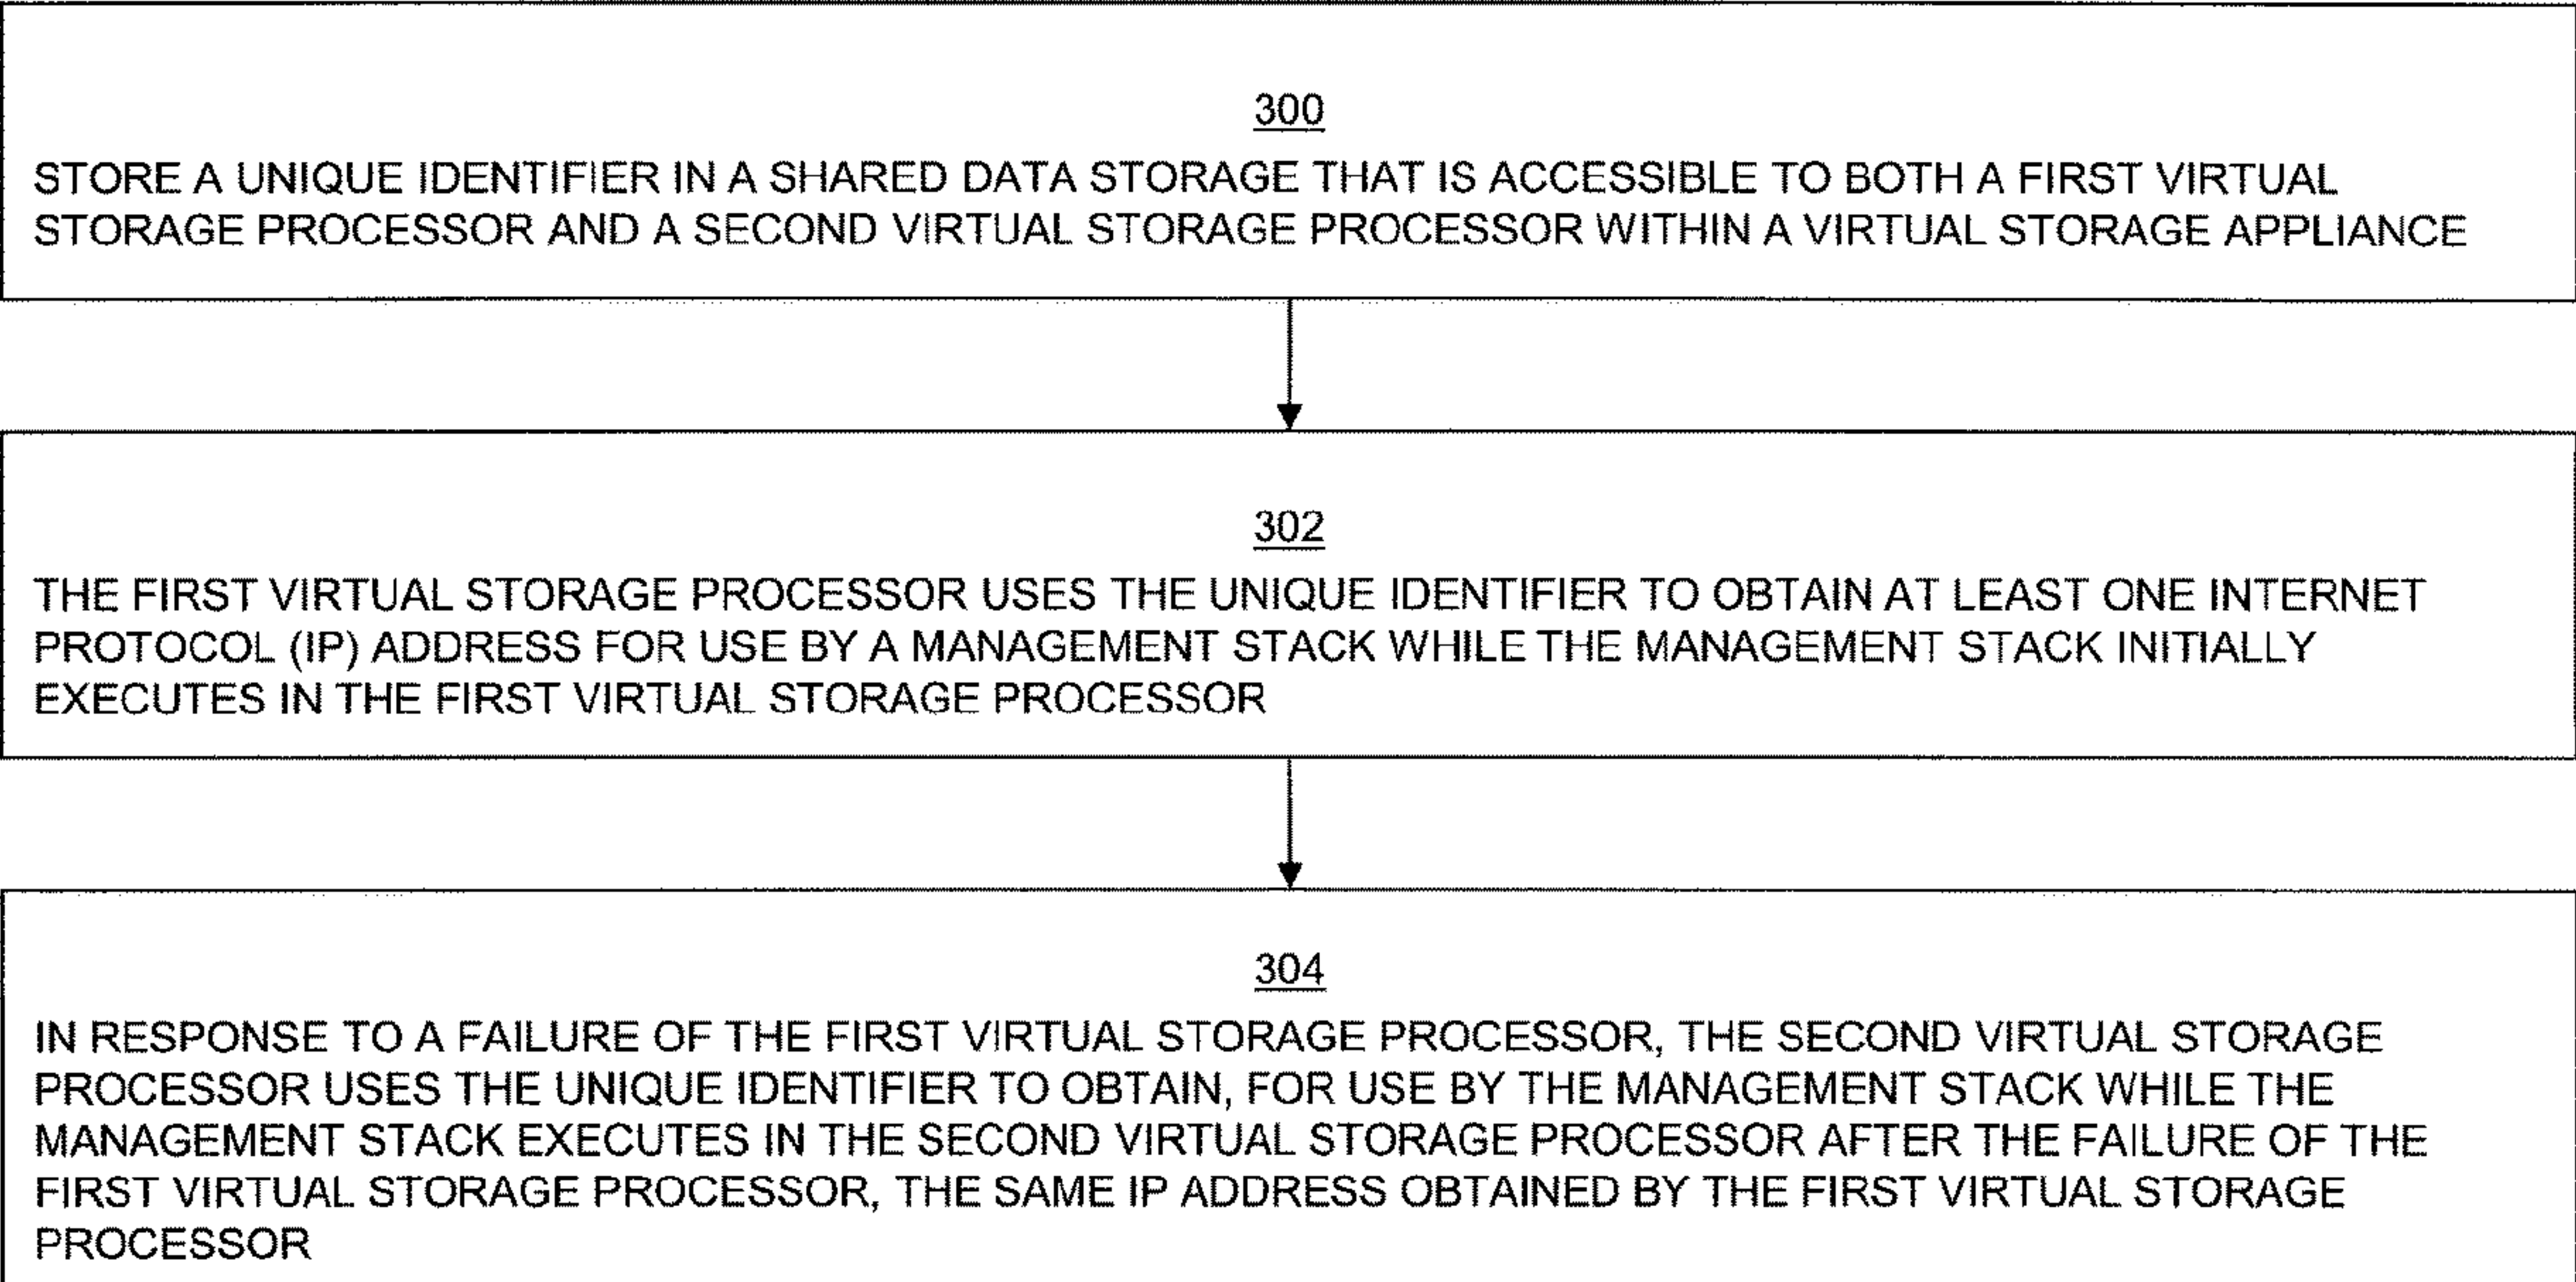 300
STORE A UNIQUE IDENTIFIER IN A SHARED DATA STORAGE THAT IS ACCESSIBLE TO BOTH A FIRST VIRTUAL
STORAGE PROCESSOR AND A SECOND VIRTUAL STORAGE PROCESSOR WITHIN A VIRTUAL STORAGE APPLIANCE
302
THE FIRST VIRTUAL STORAGE PROCESSOR USES THE UNIQUE IDENTIFIER TO OBTAIN AT LEAST ONE INTERNET
PROTOCOL (IP) ADDRESS FOR USE BY A MANAGEMENT STACK WHILE THE MANAGEMENT STACK INITIALLY
EXECUTES IN THE FIRST VIRTUAL STORAGE PROCESSOR
304
IN RESPONSE TO A FAILURE OF THE FIRST VIRTUAL STORAGE PROCESSOR, THE SECOND VIRTUAL STORAGE
PROCESSOR USES THE UNIQUE IDENTIFIER TO OBTAIN, FOR USE BY THE MANAGEMENT STACK WHILE THE
MANAGEMENT STACK EXECUTES IN THE SECOND VIRTUAL STORAGE PROCESSOR AFTER THE FAILURE OF THE
FIRST VIRTUAL STORAGE PROCESSOR, THE SAME IP ADDRESS OBTAINED BY THE FIRST VIRTUAL STORAGE
PROCESSOR